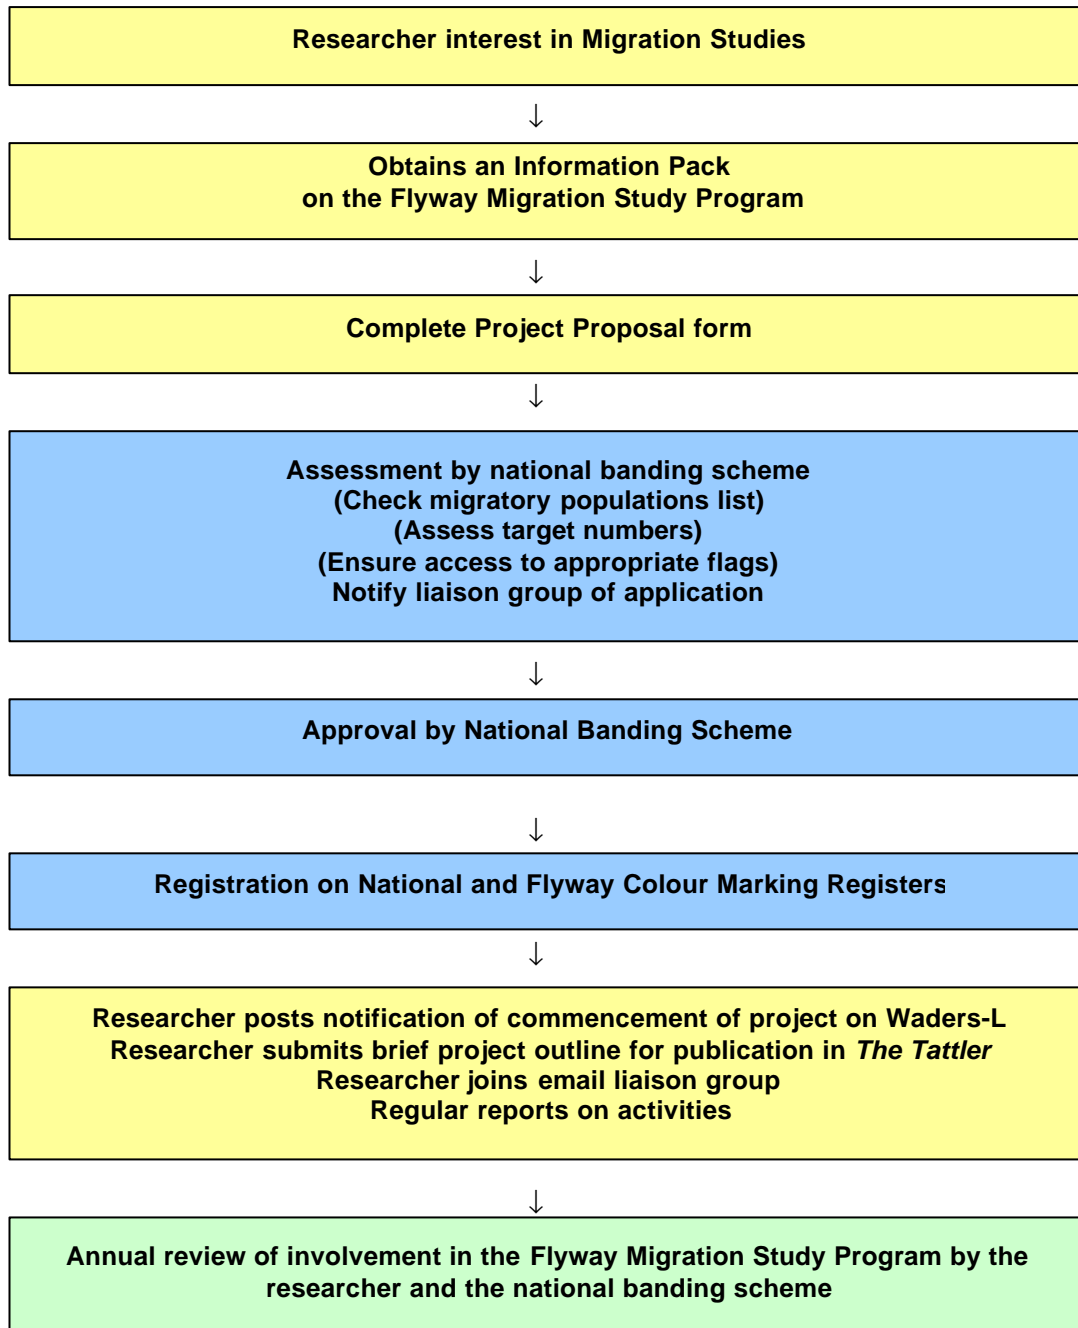 Researcher interest in Migration Studies
↓
Obtains an Information Pack
on the Flyway Migration Study Program
↓
Complete Project Proposal form
↓
Assessment by national banding scheme
(Check migratory populations list)
(Assess target numbers)
(Ensure access to appropriate flags)
Notify liaison group of application
↓
Approval by National Banding Scheme
↓
Registration on National and Flyway Colour Marking Registers
↓
Researcher posts notification of commencement of project on Waders-L
Researcher submits brief project outline for publication in The Tattler
Researcher joins email liaison group
Regular reports on activities
↓
Annual review of involvement in the Flyway Migration Study Program by the
researcher and the national banding scheme